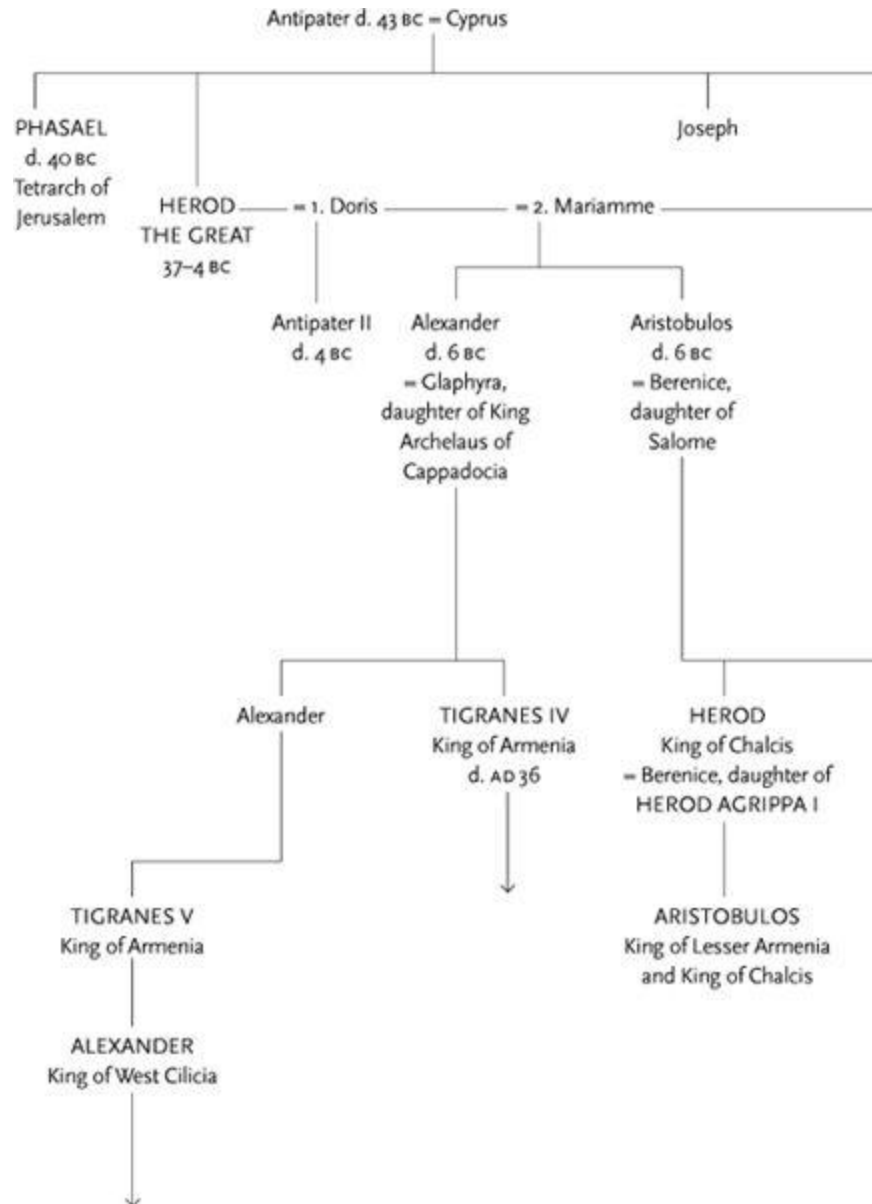 Antipater d. 43 BC = Cyprus
PHASAEL
d. 40 BC
Tetrarch of
Jerusalem
Joseph
HEROD
THE GREAT
37–4 BC
= 1. Doris
= 2. Mariamme
Antipater II
d. 4 BC
Alexander
d. 6 BC
= Glaphyra,
daughter of King
Archelaus of
Cappadocia
Aristobulos
d. 6 BC
= Berenice,
daughter of
Salome
Alexander
TIGRANES IV
King of Armenia
d. AD 36
HEROD
King of Chalcis
= Berenice, daughter of
HEROD AGRIPPA I
TIGRANES V
King of Armenia
ARISTOBULOS
King of Lesser Armenia
and King of Chalcis
ALEXANDER
King of West Cilicia